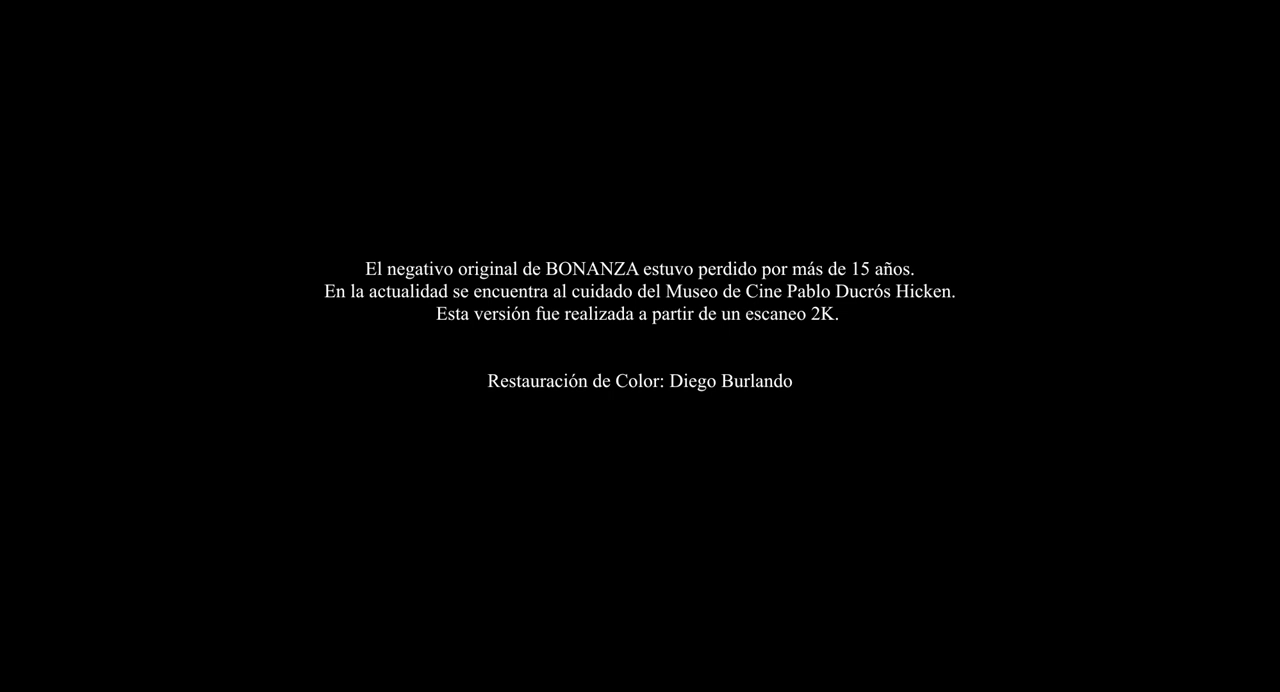 El negativo original de BONANZA estuvo perdido por más de 15 años.
En la actualidad se encuentra al cuidado del Museo de Cine Pablo Ducrós Hicken.
Esta versión fue realizada a partir de un escaneo 2K.
Restauración de Color: Diego Burlando